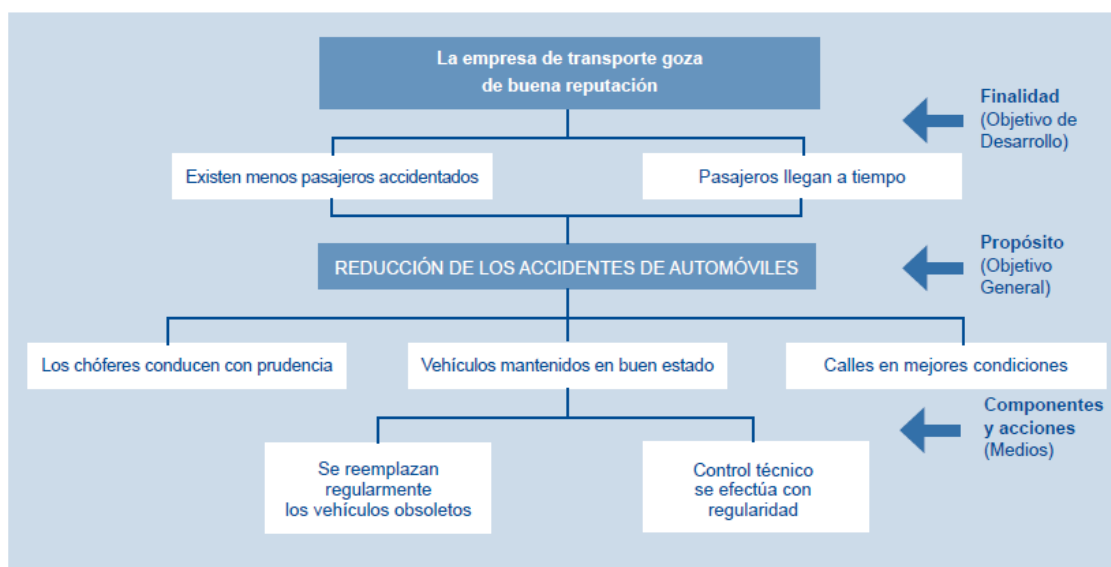 La empresa de transporte goza
de buena reputación
Finalidad
(Objetivo de
Desarrollo)
Existen menos pasajeros accidentados
Pasajeros llegan a tiempo
Propósito
(Objetivo
General)
REDUCCIÓN DE LOS ACCIDENTES DE AUTOMÓVILES
Los chóferes conducen con prudencia
Vehículos mantenidos en buen estado
Calles en mejores condiciones
Componentes
y acciones
(Medios)
Se reemplazan
regularmente
los vehículos obsoletos
Control técnico
se efectúa con
regularidad